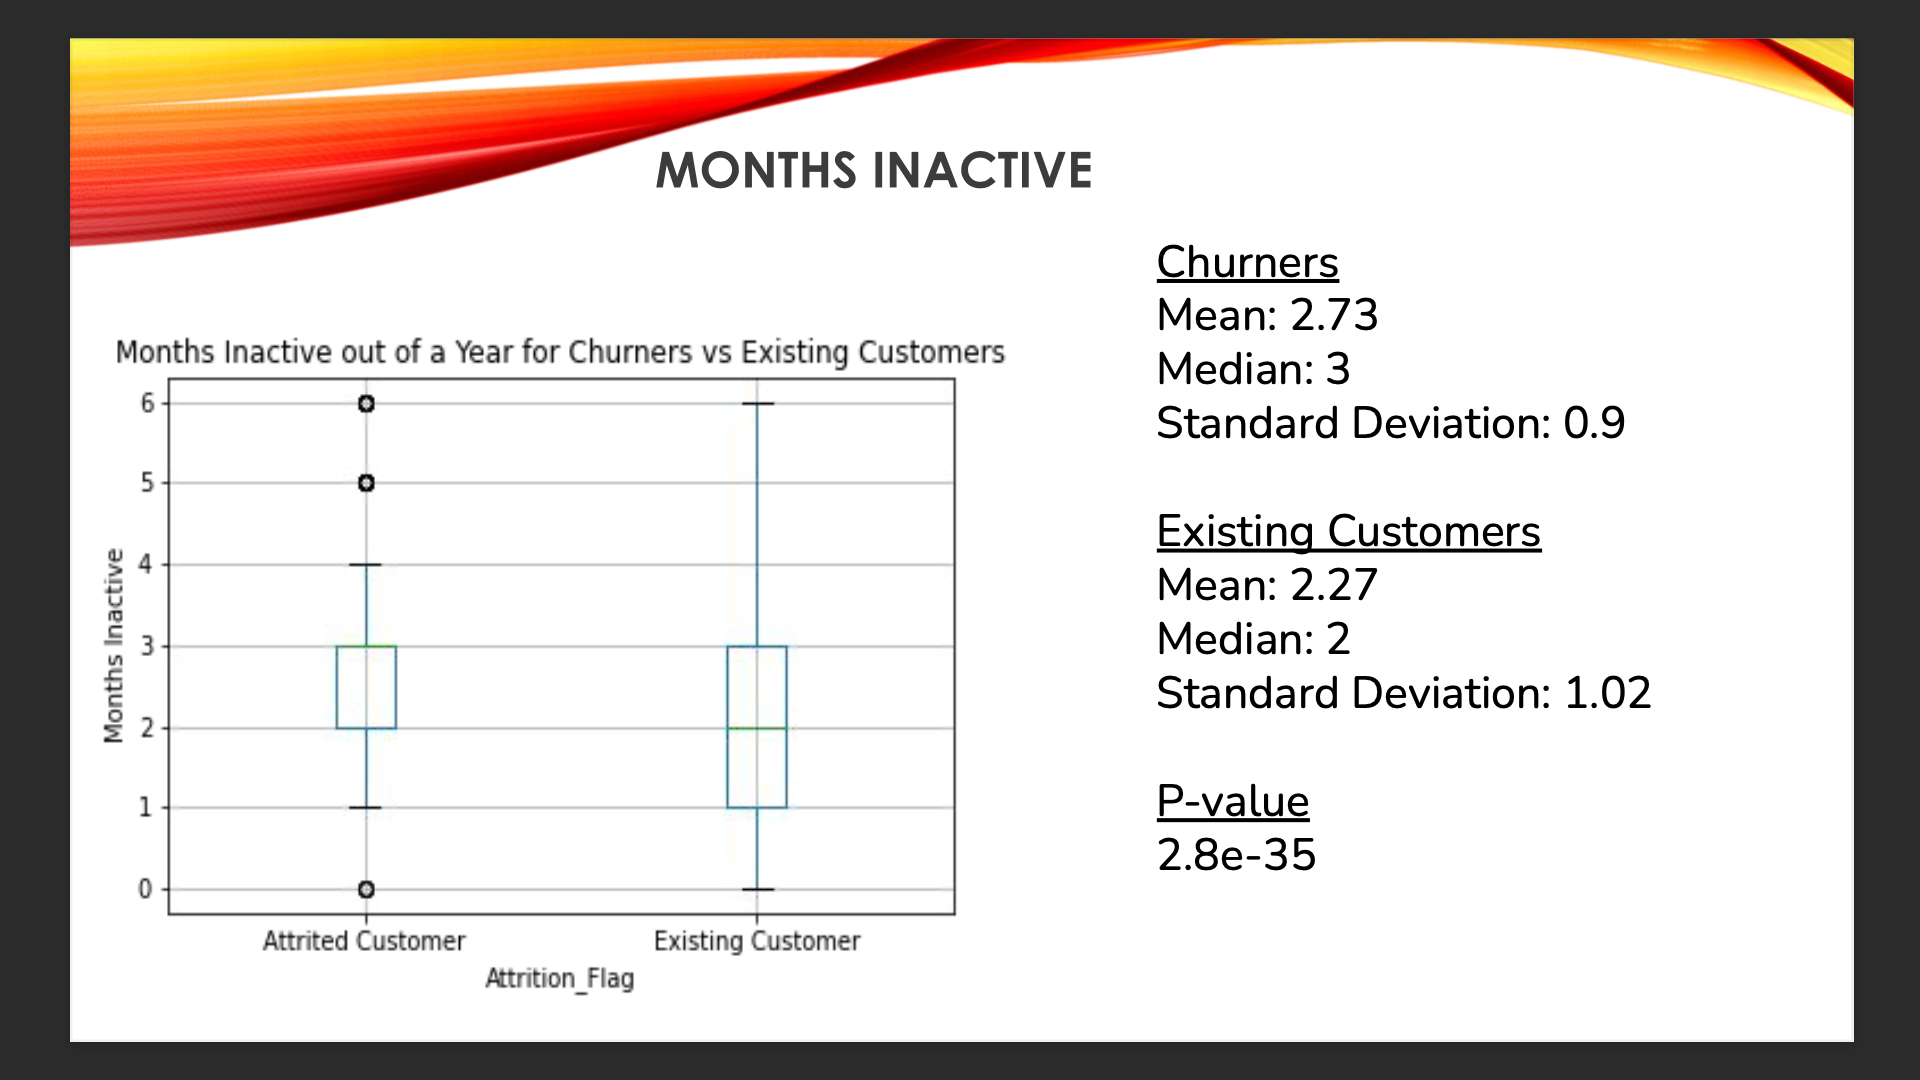 MONTHS INACTIVE
Months Inactive out of a Year for Churners vs Existing Customers
Months Inactive
6
5
4
3
2
1
0
Attrited Customer
Existing Customer
Attrition_Flag
Churners
Mean: 2.73
Median: 3
Standard Deviation: 0.9
Existing Customers
Mean: 2.27
Median: 2
Standard Deviation: 1.02
P-value
2.8e-35